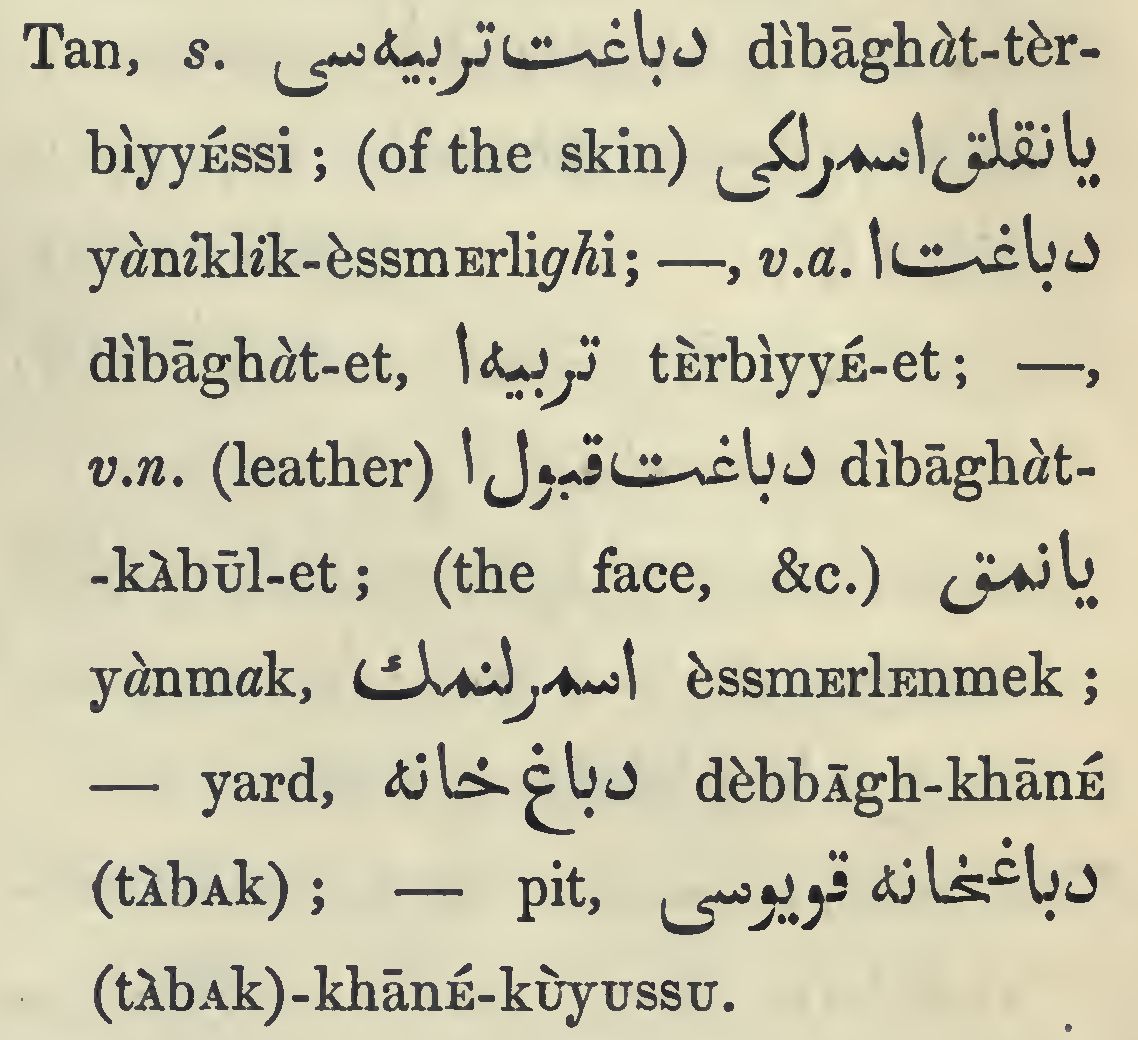 Tan, s. دباغت تربیه سی dìbāghàt-tèr-
bìyyÉssi ; (of the skin) یانقلق اسمرلکی
yànìklìk-èssmERlighi; —, v.a. دباغت ا
dìbāghàt-et, تربیه ا tÈrbìyyÉ-et ; —,
v.n. (leather) دباغت قبول ا dìbāghàt-
-kÀbŪl-et ; (the face, &c.) یانمق
yànmak, اسمرلنمك èssmErlEnmek ;
— yard, دباغ خانه dèbbĀgh-khānÉ
(tÀbAk) ; — pit, دباغخانه قویوسی
(tÀbAk)-khānÉ-kÙyUssU.